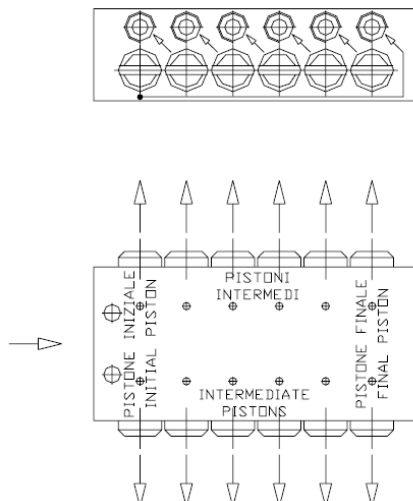 PISTONE INIZIALE
INITIAL PISTON
PISTONI
INTERMEDI
PISTONE FINALE
FINAL PISTON
INTERMEDIATE
PISTONS